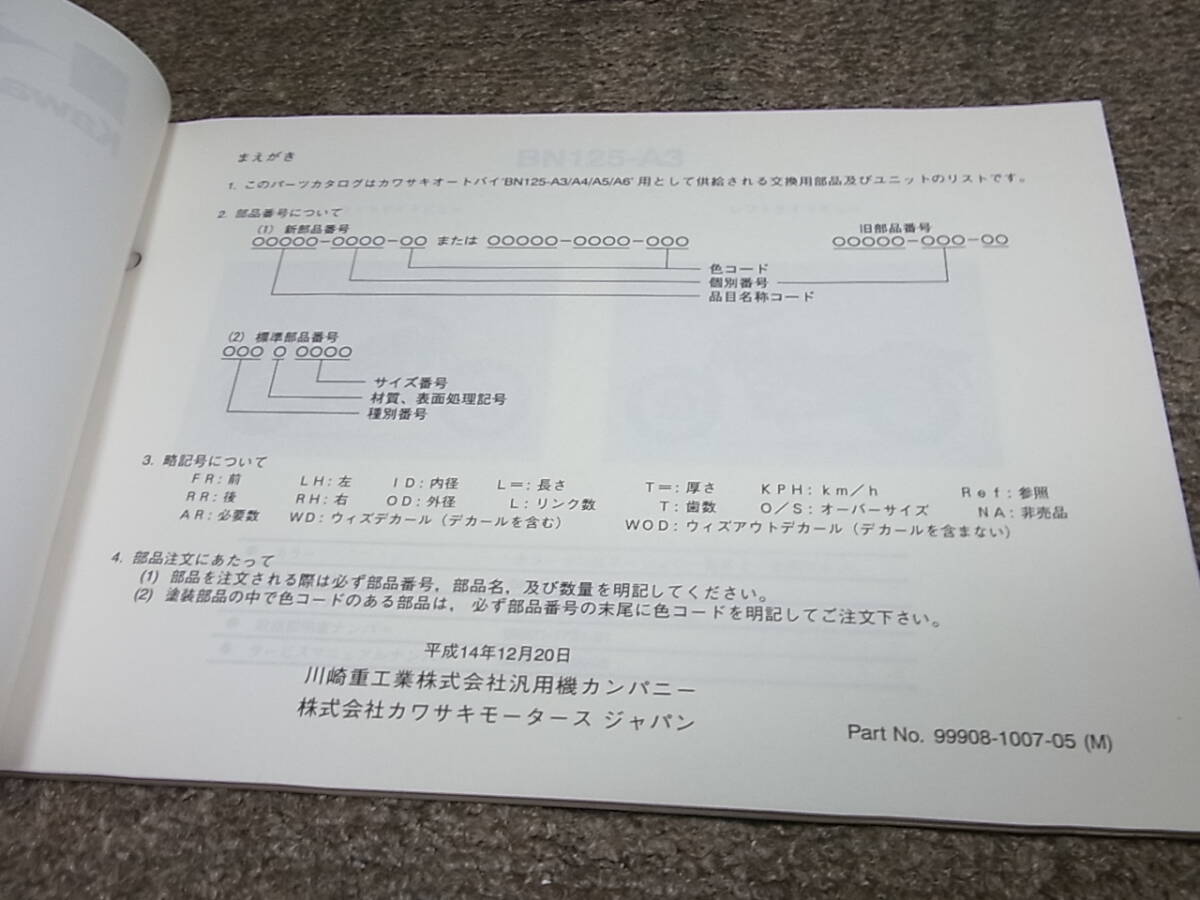 まえがき
1. このパーツカタログはカワサキオートバイ'BN125-A3/A4/A5/A6' 用として供給される交換用部品及びユニットのリストです。
2. 部品番号について
(1) 新部品番号 旧部品番号
○○○○○-○○○○-○○ または ○○○○○-○○○○-○○○ ○○○○○-○○○-○○
色コード
個別番号
品目名称コード
(2) 標準部品番号
○○○ ○ ○○○○
サイズ番号
材質、表面処理記号
種別番号
3. 略記号について
FR:前 LH:左 ID:内径 L=:長さ T=:厚さ KPH:km/h Ref:参照
RR:後 RH:右 OD:外径 L:リンク数 T:歯数 O/S:オーバーサイズ NA:非売品
AR:必要数 WD:ウィズデカール(デカールを含む) WOD:ウィズアウトデカール(デカールを含まない)
4. 部品注文にあたって
(1) 部品を注文される際は必ず部品番号,部品名,及び数量を明記してください。
(2) 塗装部品の中で色コードのある部品は, 必ず部品番号の末尾に色コードを明記してご注文下さい。
平成14年12月20日
川崎重工業株式会社汎用機カンパニー
株式会社カワサキモータース ジャパン
Part No. 99908-1007-05 (M)